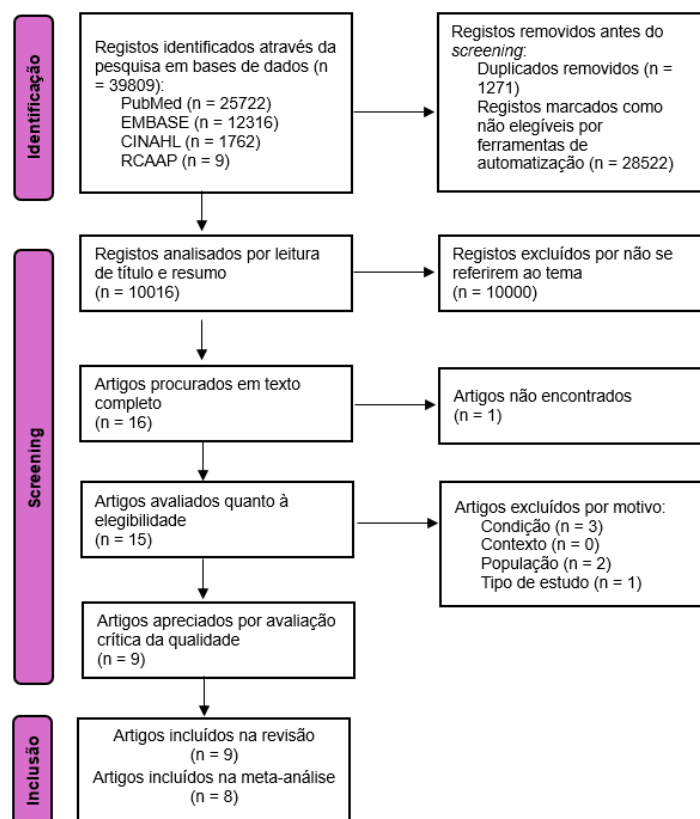 Identificação
Registos identificados através da
pesquisa em bases de dados (n
= 39809):
PubMed (n = 25722)
EMBASE (n = 12316)
CINAHL (n = 1762)
RCAAP (n = 9)
Registos removidos antes do
screening:
Duplicados removidos (n =
1271)
Registos marcados como
não elegíveis por
ferramentas de
automatização (n = 28522)
Screening
Registos analisados por leitura
de título e resumo
(n = 10016)
Registos excluídos por não se
referirem ao tema
(n = 10000)
Artigos procurados em texto
completo
(n = 16)
Artigos não encontrados
(n = 1)
Artigos avaliados quanto à
elegibilidade
(n = 15)
Artigos excluídos por motivo:
Condição (n = 3)
Contexto (n = 0)
População (n = 2)
Tipo de estudo (n = 1)
Artigos apreciados por avaliação
crítica da qualidade
(n = 9)
Inclusão
Artigos incluídos na revisão
(n = 9)
Artigos incluídos na meta-análise
(n = 8)